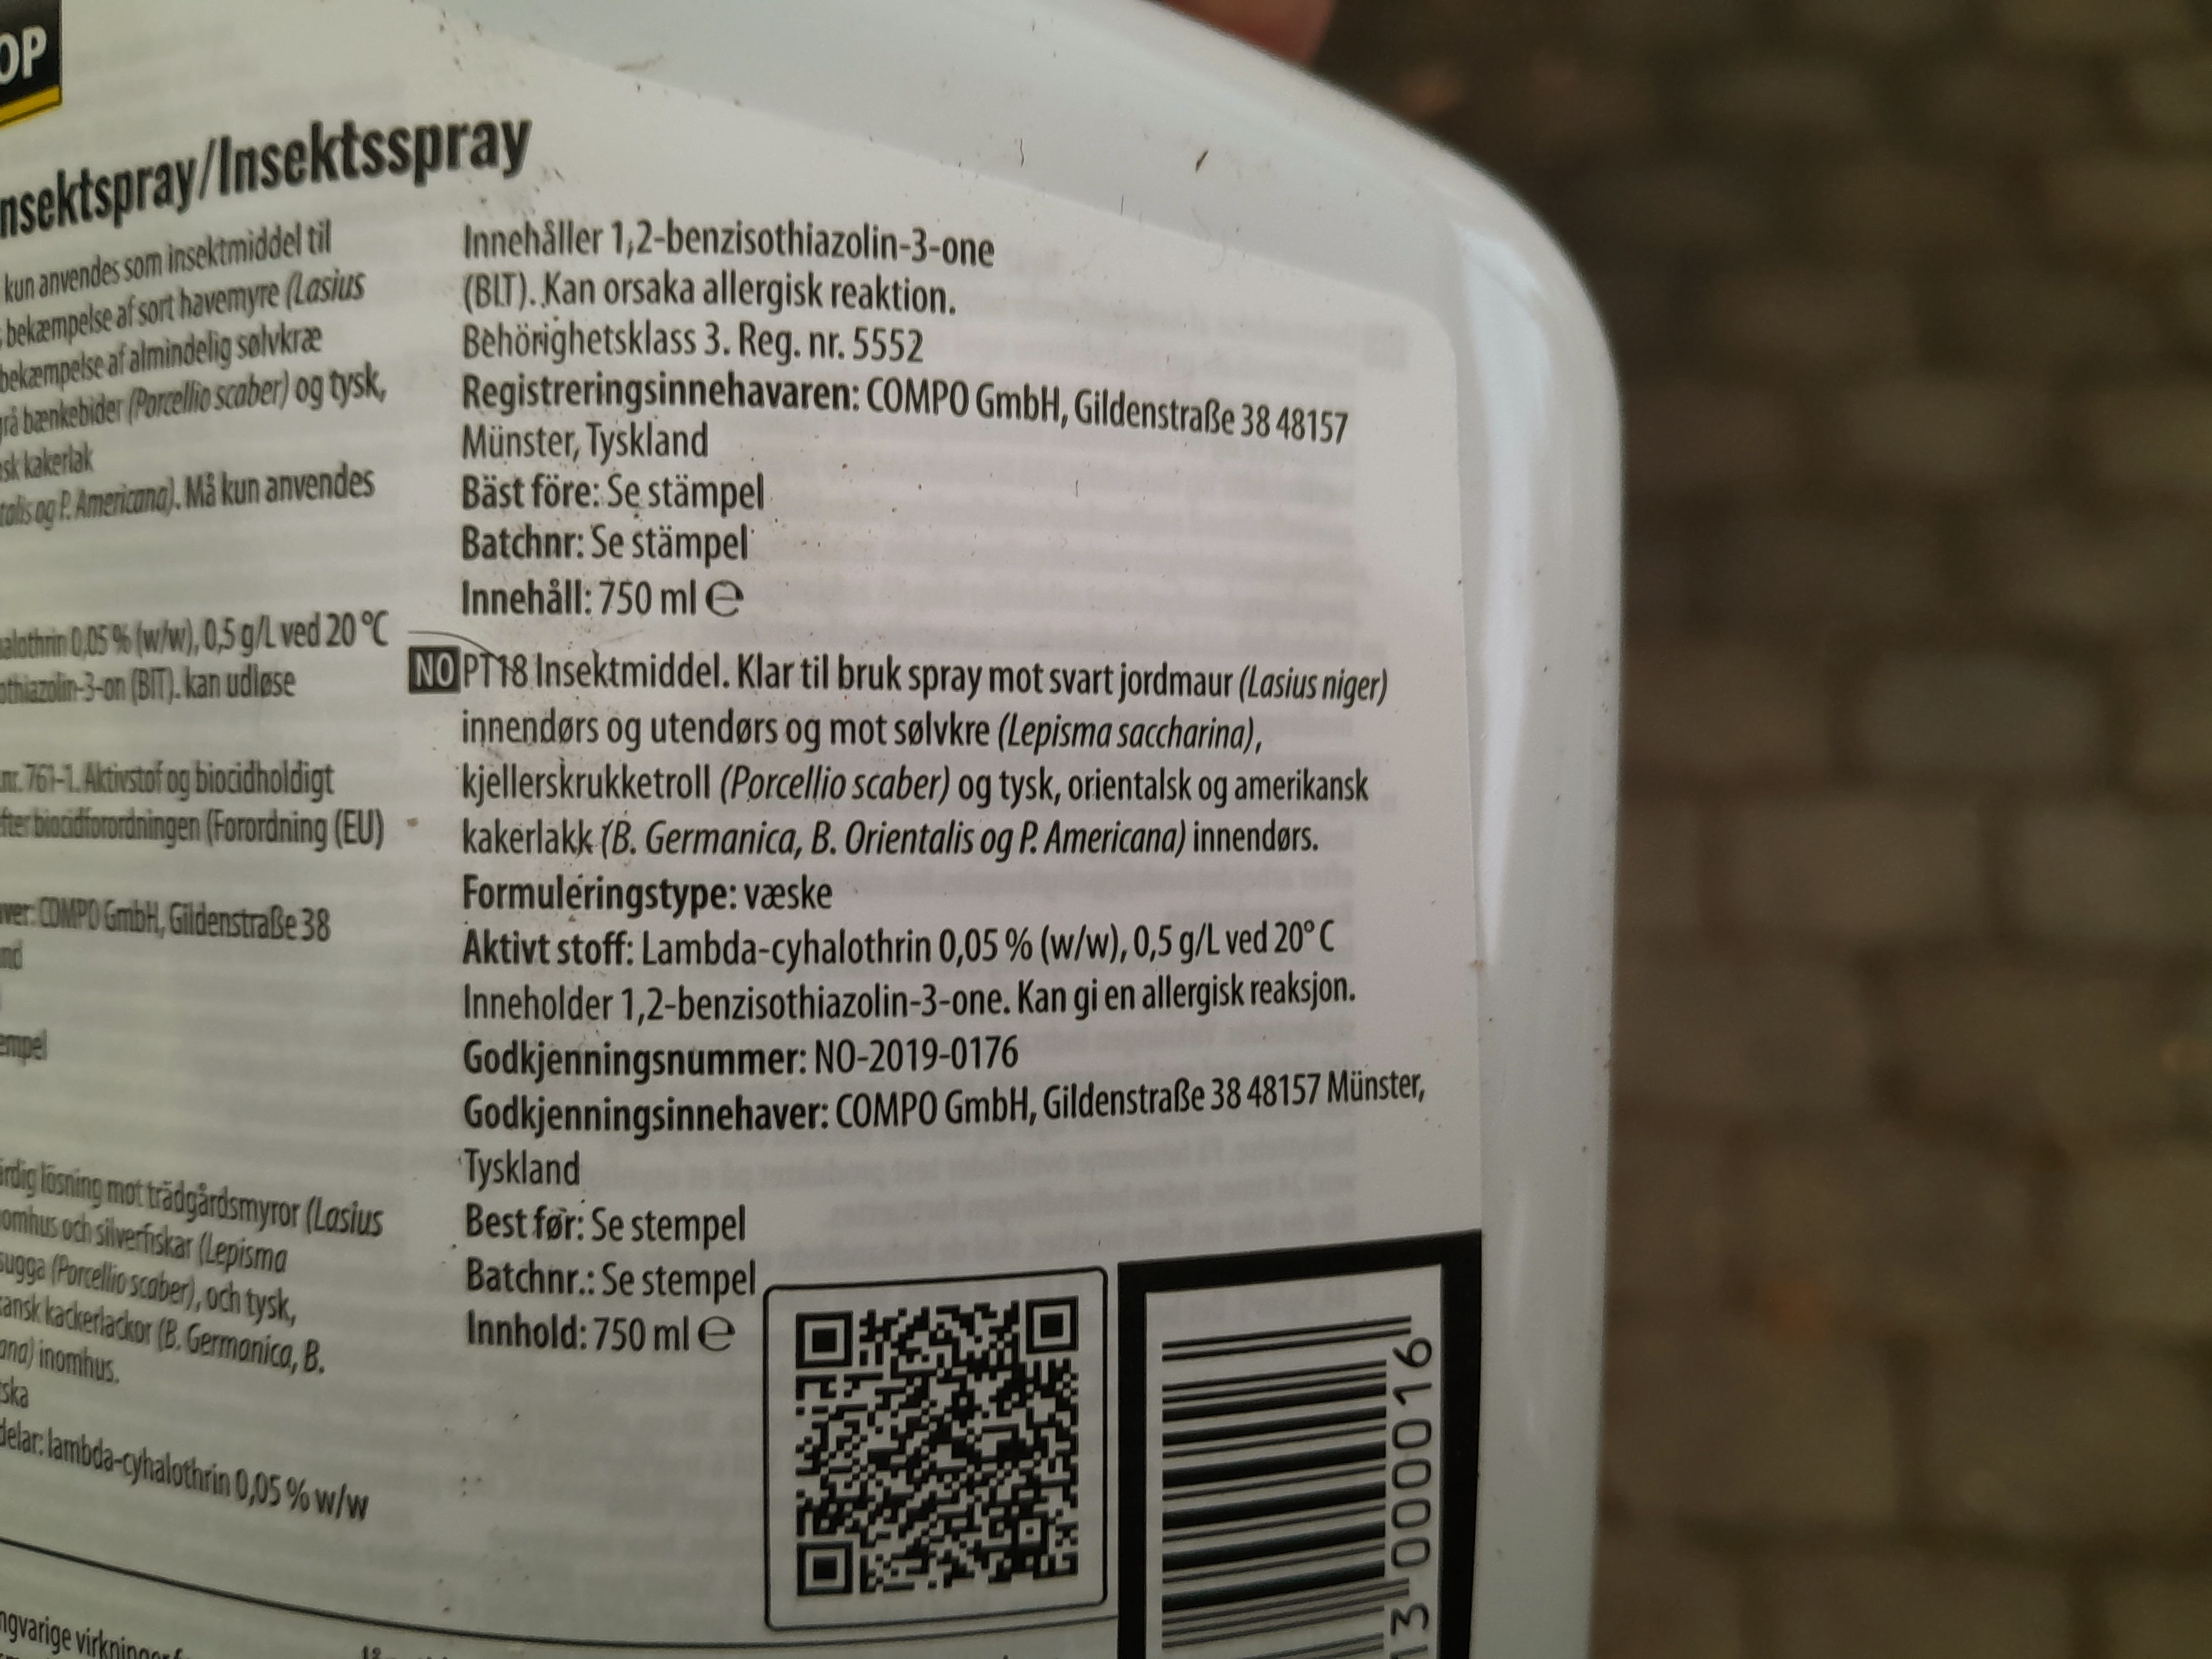 OP
nsektspray/Insektsspray
kun anvendes som insektmiddel til
bekæmpelse af sort havemyre (Lasius
bekæmpelse af almindelig sølvkræ
rå bænkebider (Porcellio scaber) og tysk,
sk kakerlak
talis og P. Americana). Må kun anvendes
alothrin 0,05 % (w/w), 0,5 g/L ved 20 °C
othiazolin-3-on (BIT). kan udløse
nr. 761-1. Aktivstof og biocidholdigt
fter biocidforordningen (Forordning (EU)
ver: COMPO GmbH, Gildenstraße 38
nd
empel
rdig lösning mot trädgårdsmyror (Lasius
omhus och silverfiskar (Lepisma
sugga (Porcellio scaber), och tysk,
kansk kackerlackor (B. Germanica, B.
ana) inomhus.
ska
delar: lambda-cyhalothrin 0,05 % w/w
Innehåller 1,2-benzisothiazolin-3-one
(BLT). Kan orsaka allergisk reaktion.
Behörighetsklass 3. Reg. nr. 5552
Registreringsinnehavaren: COMPO GmbH, Gildenstraße 38 48157
Münster, Tyskland
Bäst före: Se stämpel
Batchnr: Se stämpel
Innehåll: 750 ml ℮
NO PT18 Insektmiddel. Klar til bruk spray mot svart jordmaur (Lasius niger)
innendørs og utendørs og mot sølvkre (Lepisma saccharina),
kjellerskrukketroll (Porcellio scaber) og tysk, orientalsk og amerikansk
kakerlakk (B. Germanica, B. Orientalis og P. Americana) innendørs.
Formuleringstype: væske
Aktivt stoff: Lambda-cyhalothrin 0,05 % (w/w), 0,5 g/L ved 20° C
Inneholder 1,2-benzisothiazolin-3-one. Kan gi en allergisk reaksjon.
Godkjenningsnummer: NO-2019-0176
Godkjenningsinnehaver: COMPO GmbH, Gildenstraße 38 48157 Münster,
Tyskland
Best før: Se stempel
Batchnr.: Se stempel
Innhold: 750 ml ℮
13 000016
ngvarige virkninger